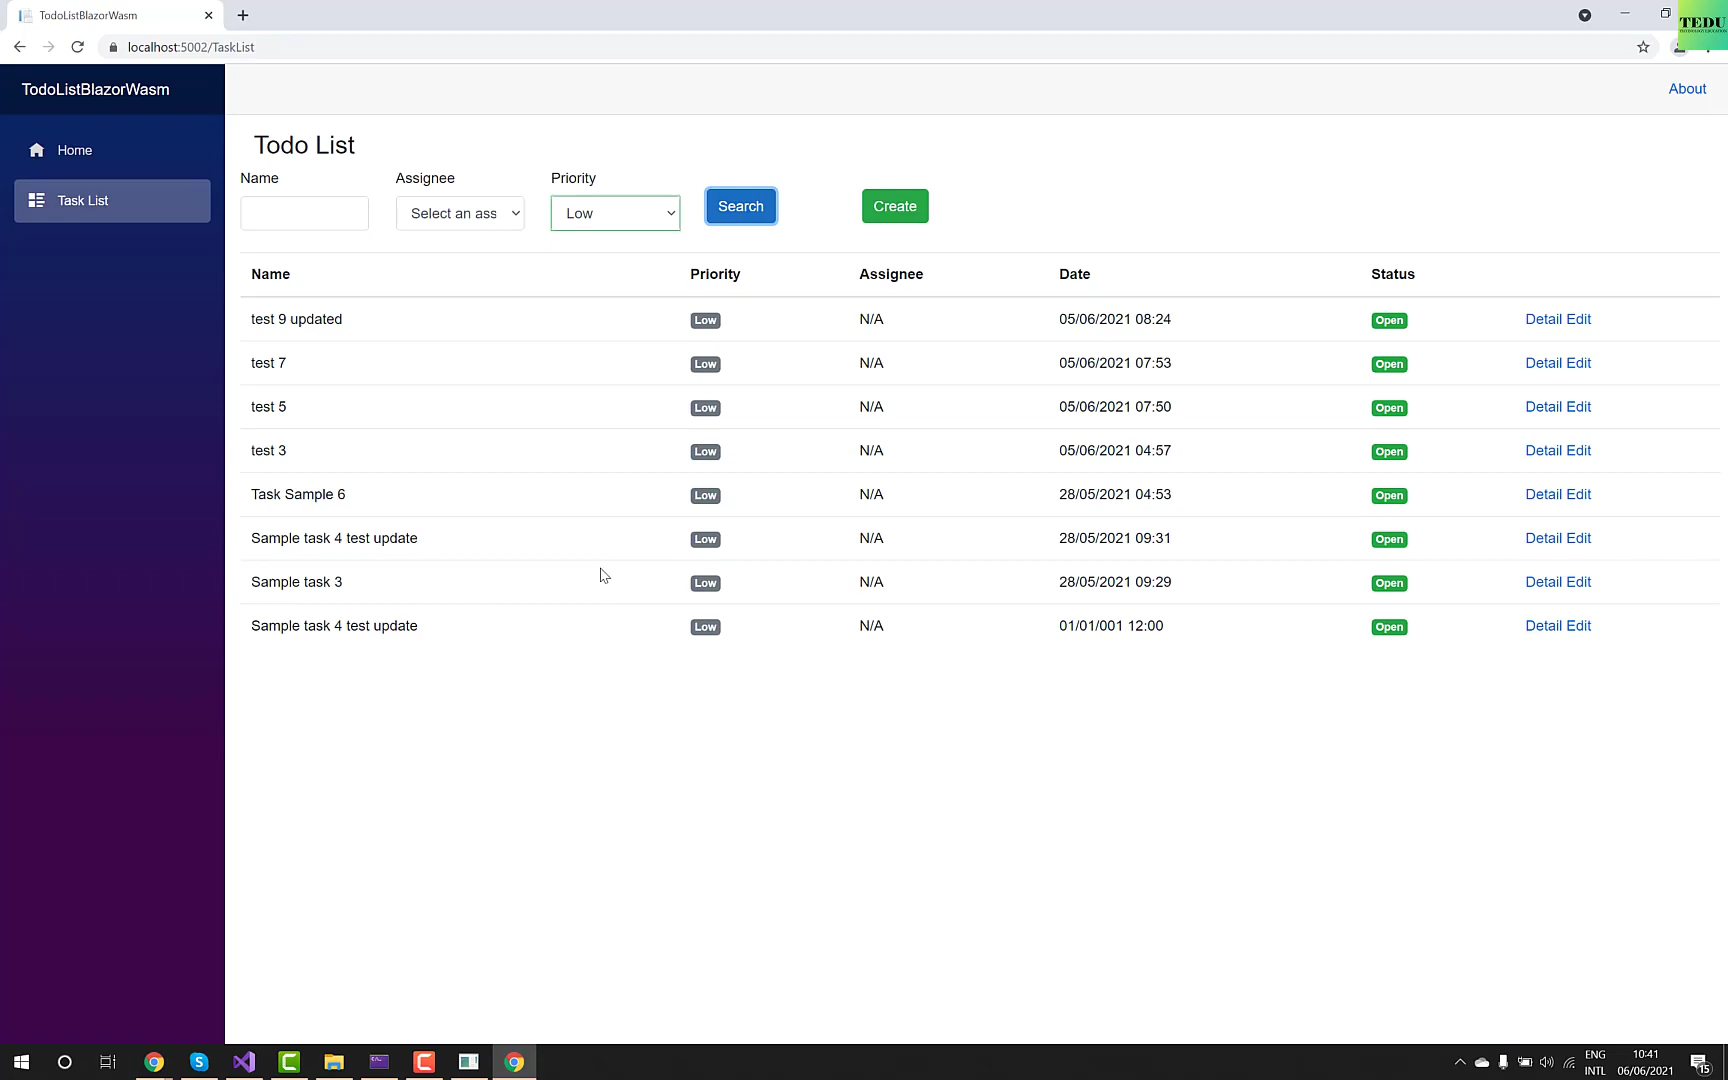 TodoListBlazorWasm
TEDU
localhost:5002/TaskList
TodoListBlazorWasm
About
Home
Task List
Todo List
Name Assignee Priority
Select an ass Low Search Create
Name Priority Assignee Date Status
test 9 updated Low N/A 05/06/2021 08:24 Open Detail Edit
test 7 Low N/A 05/06/2021 07:53 Open Detail Edit
test 5 Low N/A 05/06/2021 07:50 Open Detail Edit
test 3 Low N/A 05/06/2021 04:57 Open Detail Edit
Task Sample 6 Low N/A 28/05/2021 04:53 Open Detail Edit
Sample task 4 test update Low N/A 28/05/2021 09:31 Open Detail Edit
Sample task 3 Low N/A 28/05/2021 09:29 Open Detail Edit
Sample task 4 test update Low N/A 01/01/001 12:00 Open Detail Edit
ENG 10:41
INTL 06/06/2021 15